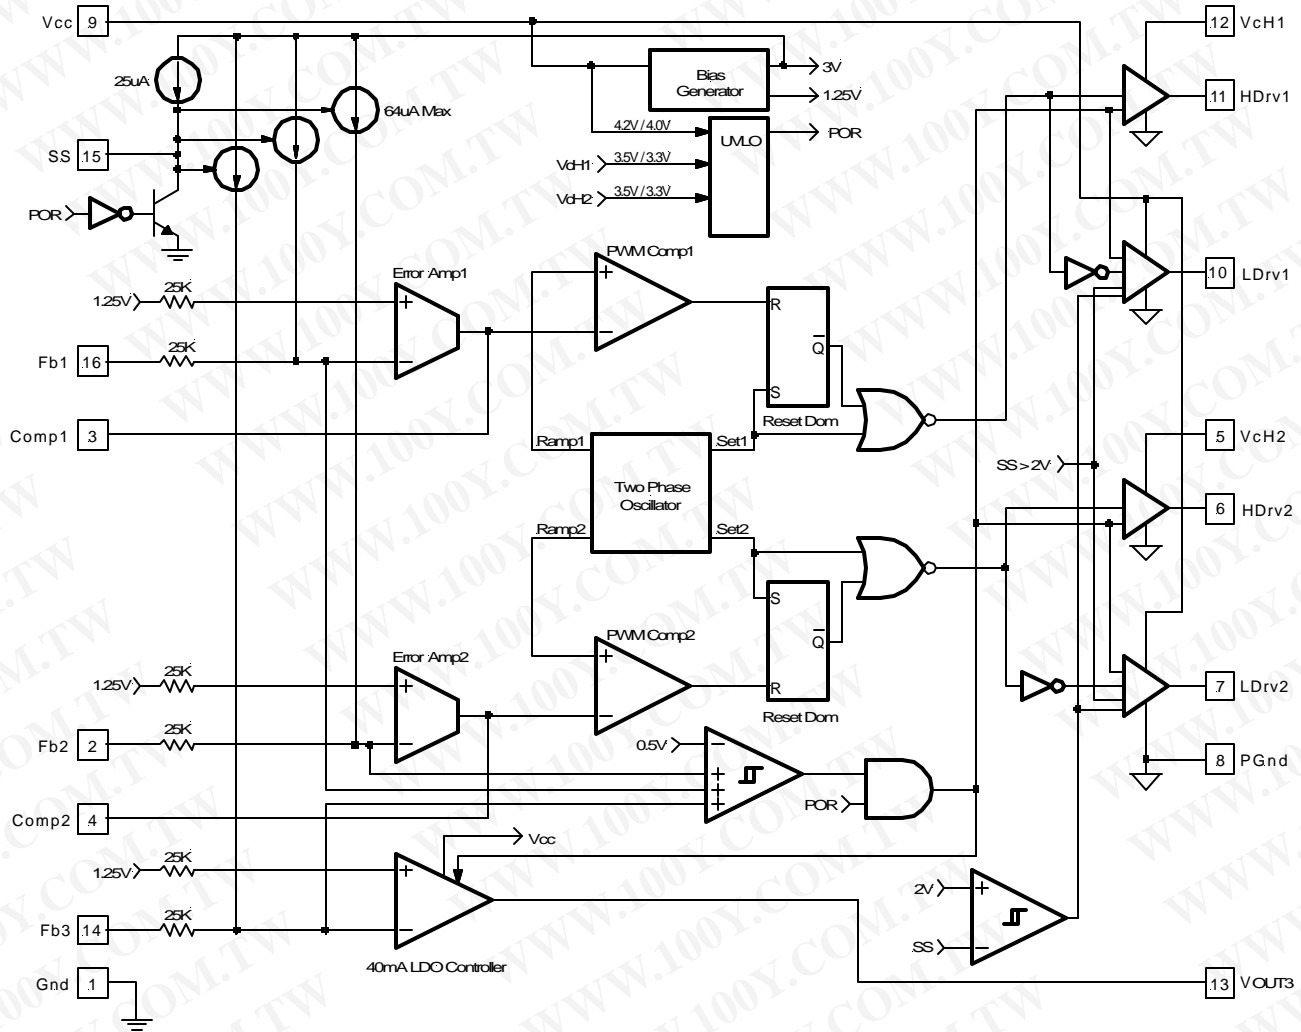 Vcc 9
12 VcH1
25uA
64uA Max
Bias
Generator
3V
1.25V
11 HDrv1
4.2V / 4.0V
UVLO
POR
SS 15
VcH1 3.5V / 3.3V
VcH2 3.5V / 3.3V
POR
PWM Comp1
Error Amp1
10 LDrv1
1.25V 25K
+
+
R
Q
S
Reset Dom
Fb1 16 25K
−
−
Comp1 3
Ramp1
Set1
5 VcH2
SS > 2V
Two Phase
Oscillator
6 HDrv2
Ramp2
Set2
S
Q
R
Reset Dom
PWM Comp2
+
−
Error Amp2
1.25V 25K
+
7 LDrv2
Fb2 2 25K
−
0.5V
−
+
+
+
8 PGnd
POR
Comp2 4
Vcc
1.25V 25K
+
2V
+
Fb3 14 25K
−
SS
−
40mA LDO Controller
Gnd 1
13 VOUT3
WWW.100Y.COM.TW